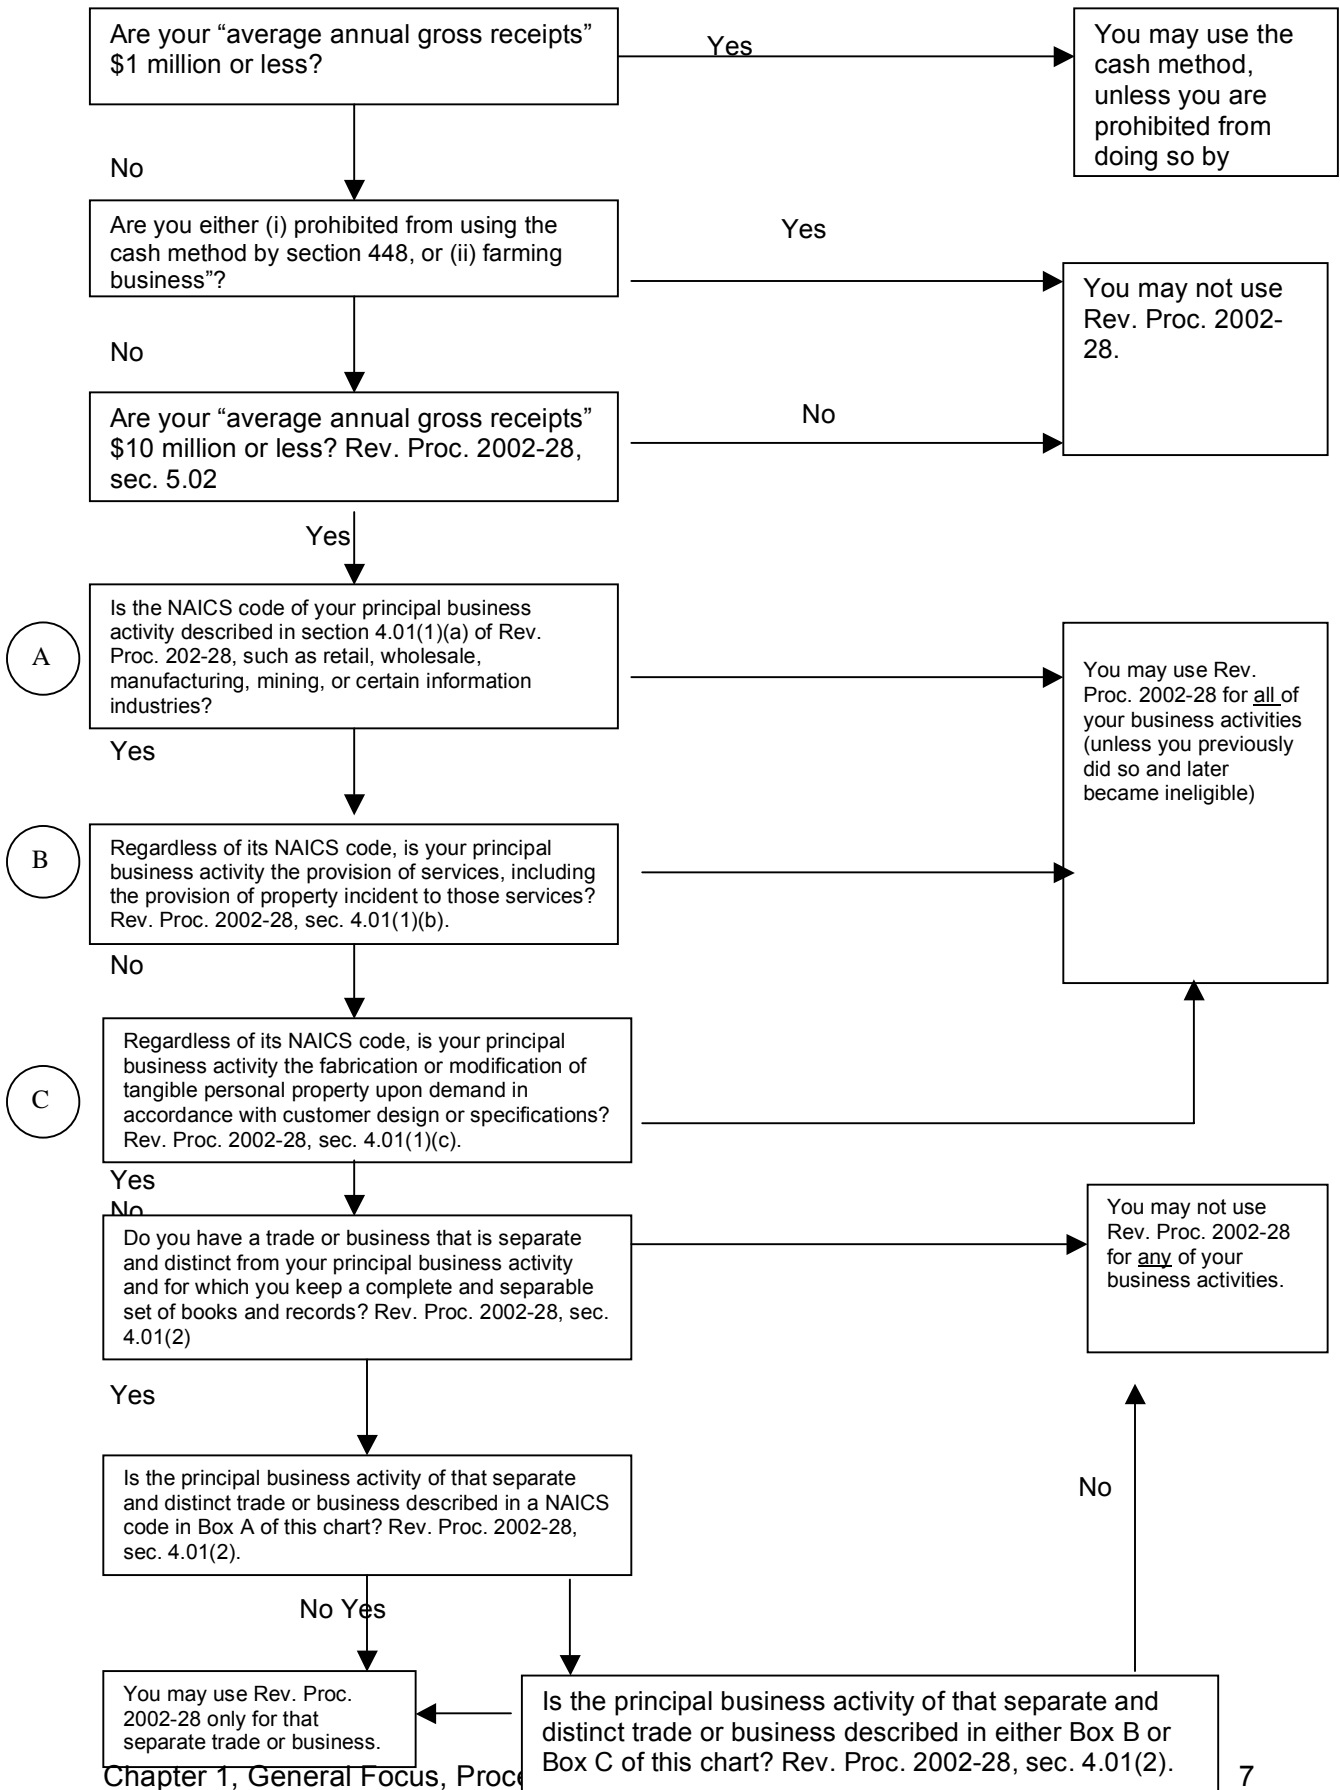 Are your “average annual gross receipts”
$1 million or less?
Yes
You may use the
cash method,
unless you are
prohibited from
doing so by
No
Are you either (i) prohibited from using the
cash method by section 448, or (ii) farming
business”?
Yes
You may not use
Rev. Proc. 2002-
28.
No
Are your “average annual gross receipts”
$10 million or less? Rev. Proc. 2002-28,
sec. 5.02
No
Yes
A
Is the NAICS code of your principal business
activity described in section 4.01(1)(a) of Rev.
Proc. 202-28, such as retail, wholesale,
manufacturing, mining, or certain information
industries?
You may use Rev.
Proc. 2002-28 for all of
your business activities
(unless you previously
did so and later
became ineligible)
Yes
B
Regardless of its NAICS code, is your principal
business activity the provision of services, including
the provision of property incident to those services?
Rev. Proc. 2002-28, sec. 4.01(1)(b).
No
C
Regardless of its NAICS code, is your principal
business activity the fabrication or modification of
tangible personal property upon demand in
accordance with customer design or specifications?
Rev. Proc. 2002-28, sec. 4.01(1)(c).
Yes
No
Do you have a trade or business that is separate
and distinct from your principal business activity
and for which you keep a complete and separable
set of books and records? Rev. Proc. 2002-28, sec.
4.01(2)
You may not use
Rev. Proc. 2002-28
for any of your
business activities.
Yes
Is the principal business activity of that separate
and distinct trade or business described in a NAICS
code in Box A of this chart? Rev. Proc. 2002-28,
sec. 4.01(2).
No
No Yes
You may use Rev. Proc.
2002-28 only for that
separate trade or business.
Is the principal business activity of that separate and
distinct trade or business described in either Box B or
Box C of this chart? Rev. Proc. 2002-28, sec. 4.01(2).
Chapter 1, General Focus, 7